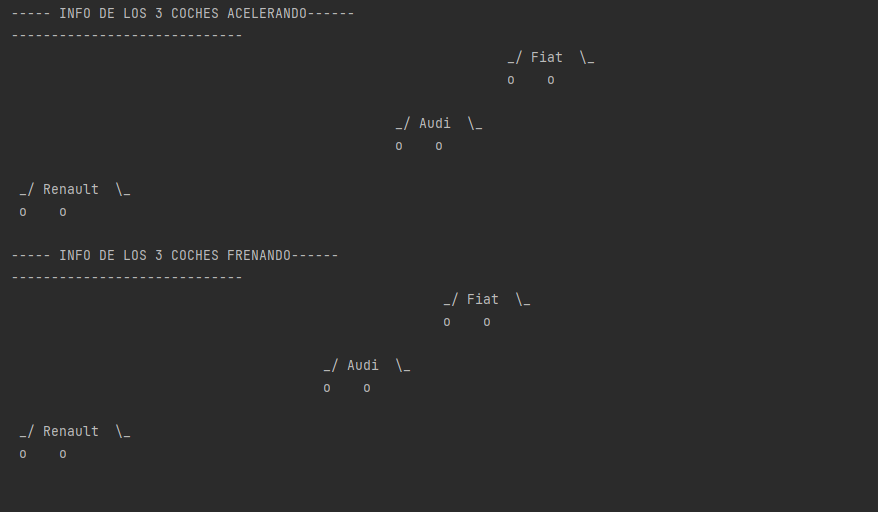 ----- INFO DE LOS 3 COCHES ACELERANDO------
-----------------------------
                                                              _/ Fiat  \_
                                                              o    o
                                                _/ Audi  \_
                                                o    o
 _/ Renault  \_
 o    o
----- INFO DE LOS 3 COCHES FRENANDO------
-----------------------------
                                                      _/ Fiat  \_
                                                      o    o
                                       _/ Audi  \_
                                       o    o
 _/ Renault  \_
 o    o